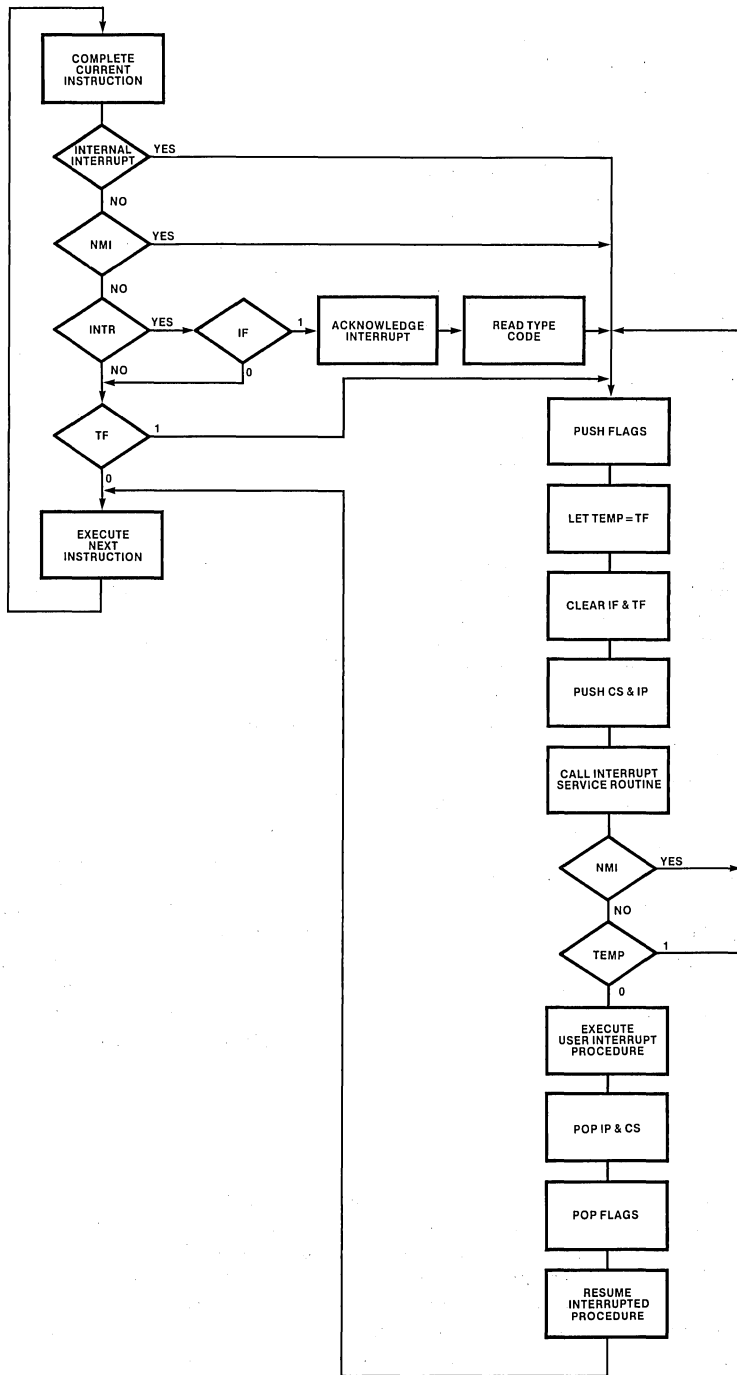 COMPLETE
CURRENT
INSTRUCTION
INTERNAL
INTERRUPT
YES
NO
NMI
YES
NO
INTR
YES
IF
1
ACKNOWLEDGE
INTERRUPT
READ TYPE
CODE
NO
0
TF
1
0
EXECUTE
NEXT
INSTRUCTION
PUSH FLAGS
LET TEMP = TF
CLEAR IF & TF
PUSH CS & IP
CALL INTERRUPT
SERVICE ROUTINE
NMI
YES
NO
TEMP
1
0
EXECUTE
USER INTERRUPT
PROCEDURE
POP IP & CS
POP FLAGS
RESUME
INTERRUPTED
PROCEDURE